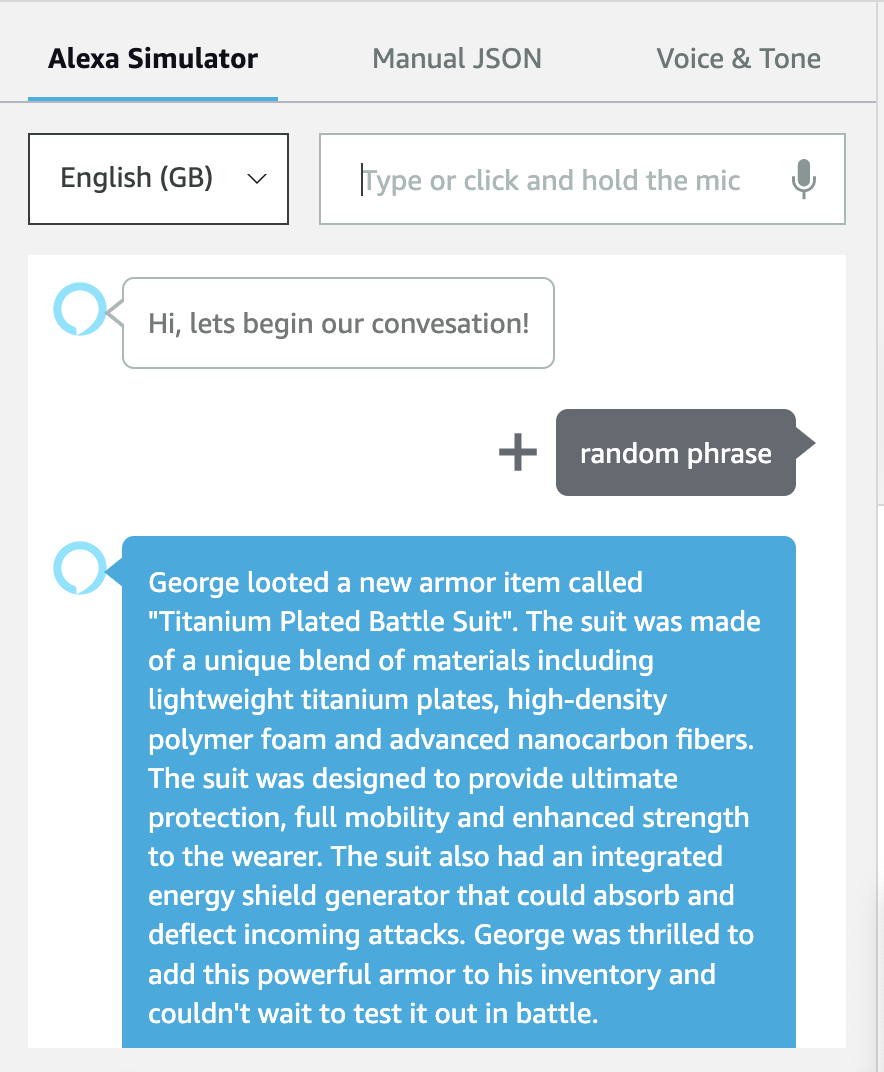 Alexa Simulator
Manual JSON
Voice & Tone
English (GB)
Type or click and hold the mic
Hi, lets begin our convesation!
random phrase
George looted a new armor item called
"Titanium Plated Battle Suit". The suit was made
of a unique blend of materials including
lightweight titanium plates, high-density
polymer foam and advanced nanocarbon fibers.
The suit was designed to provide ultimate
protection, full mobility and enhanced strength
to the wearer. The suit also had an integrated
energy shield generator that could absorb and
deflect incoming attacks. George was thrilled to
add this powerful armor to his inventory and
couldn't wait to test it out in battle.